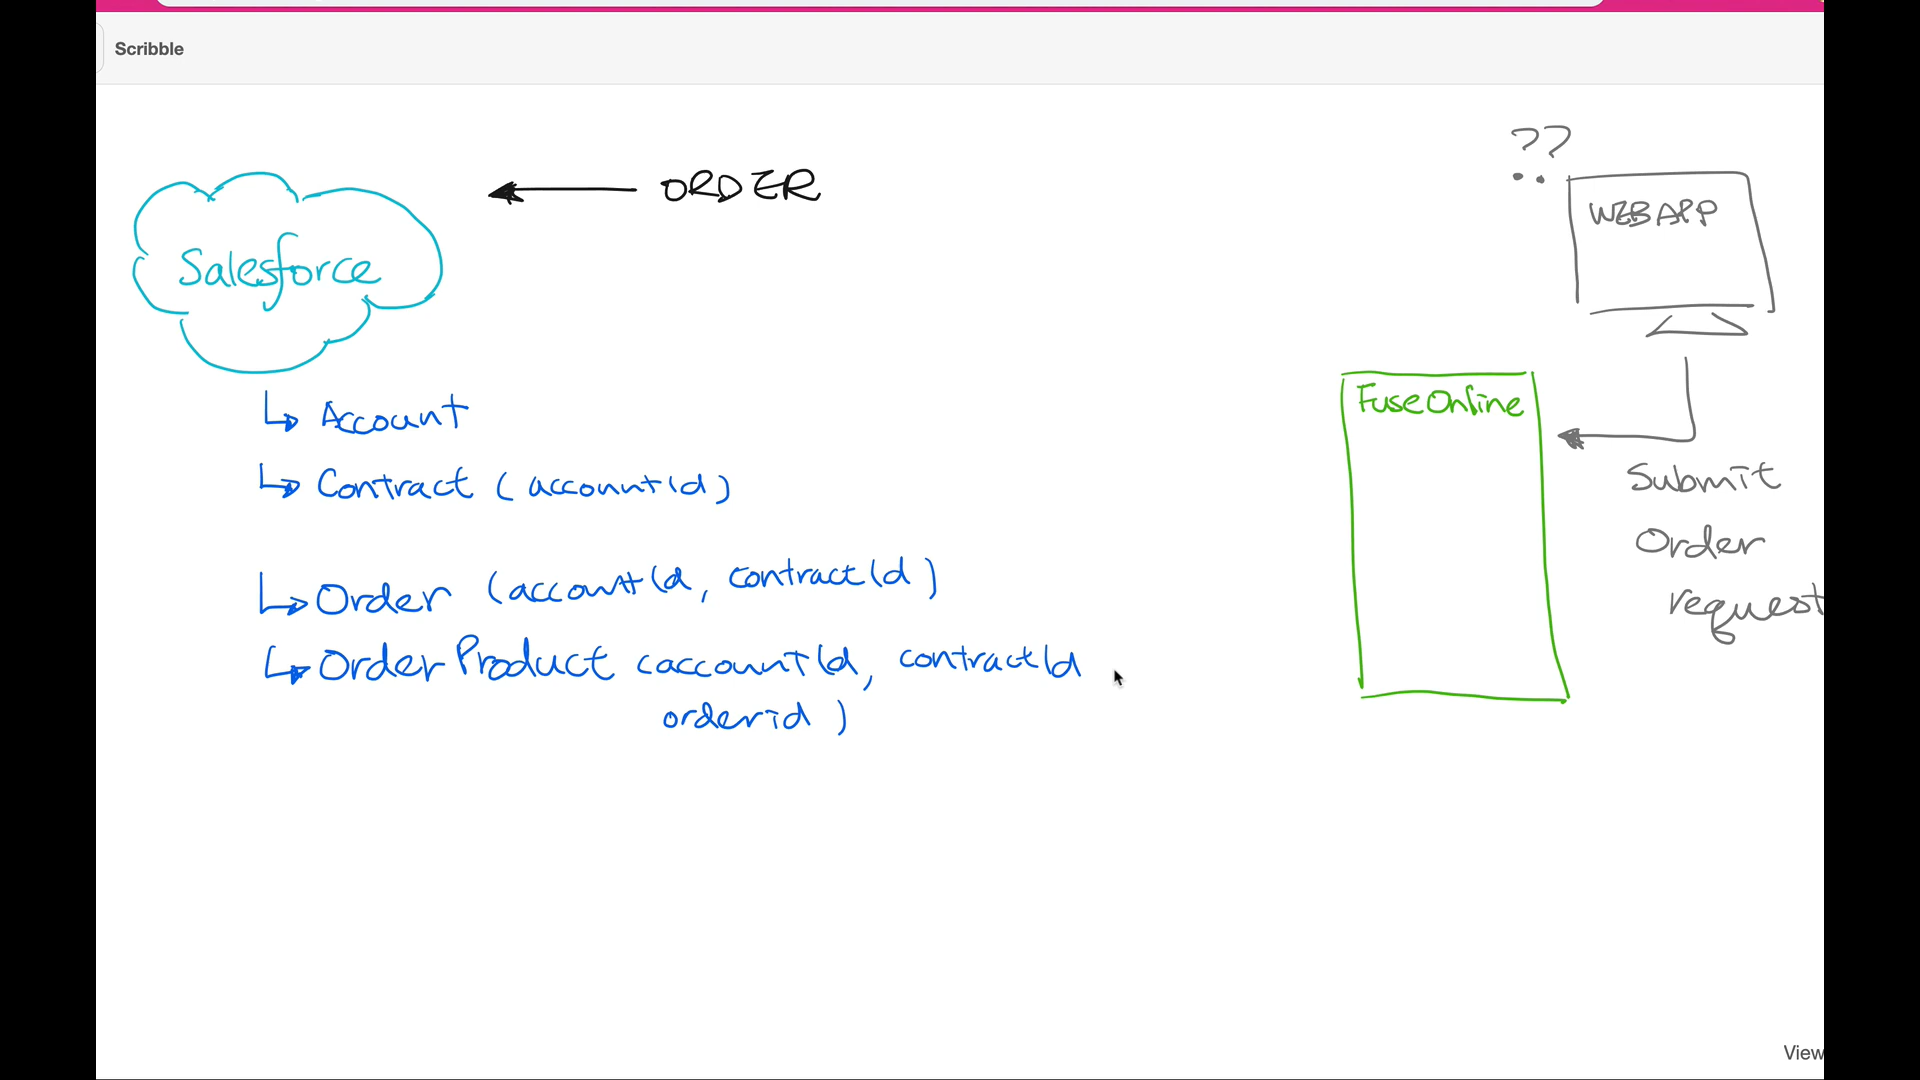 Scribble
ORDER
??
WEBAPP
Salesforce
FuseOnline
↳ Account
↳ Contract (accountId)
Submit
Order
request
↳ Order (accountId, contractId)
↳ OrderProduct (accountId, contractId
orderid)
View